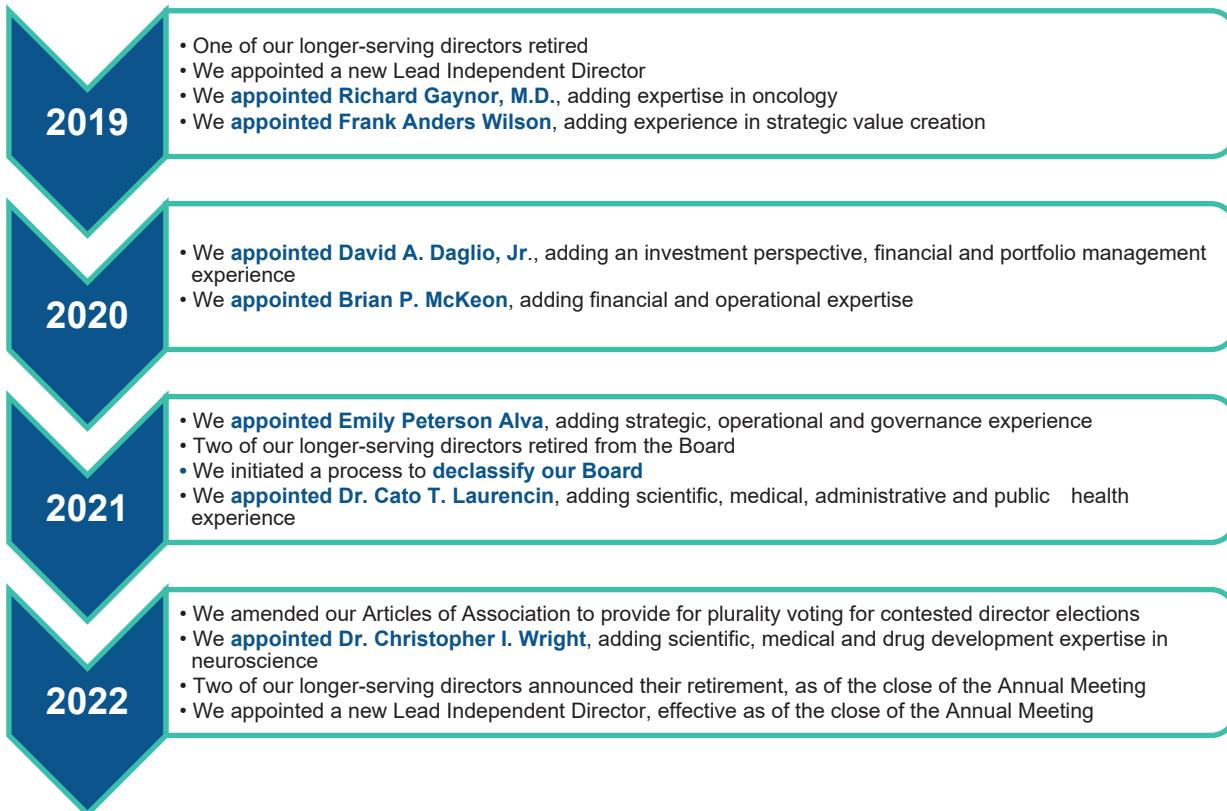 2019
• One of our longer-serving directors retired
• We appointed a new Lead Independent Director
• We appointed Richard Gaynor, M.D., adding expertise in oncology
• We appointed Frank Anders Wilson, adding experience in strategic value creation
2020
• We appointed David A. Daglio, Jr., adding an investment perspective, financial and portfolio management
experience
• We appointed Brian P. McKeon, adding financial and operational expertise
2021
• We appointed Emily Peterson Alva, adding strategic, operational and governance experience
• Two of our longer-serving directors retired from the Board
• We initiated a process to declassify our Board
• We appointed Dr. Cato T. Laurencin, adding scientific, medical, administrative and public health
experience
2022
• We amended our Articles of Association to provide for plurality voting for contested director elections
• We appointed Dr. Christopher I. Wright, adding scientific, medical and drug development expertise in
neuroscience
• Two of our longer-serving directors announced their retirement, as of the close of the Annual Meeting
• We appointed a new Lead Independent Director, effective as of the close of the Annual Meeting